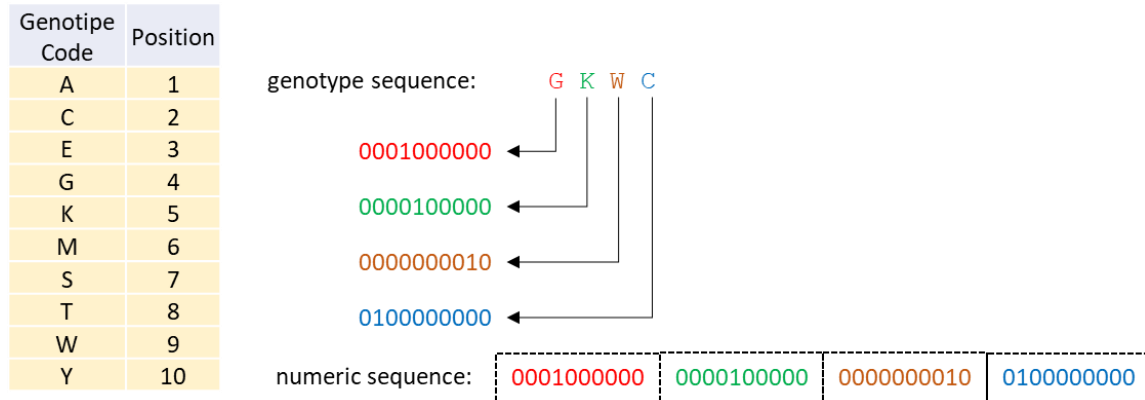 Genotipe Code Position
A 1
C 2
E 3
G 4
K 5
M 6
S 7
T 8
W 9
Y 10
genotype sequence: G K W C
0001000000
0000100000
0000000010
0100000000
numeric sequence: 0001000000 0000100000 0000000010 0100000000